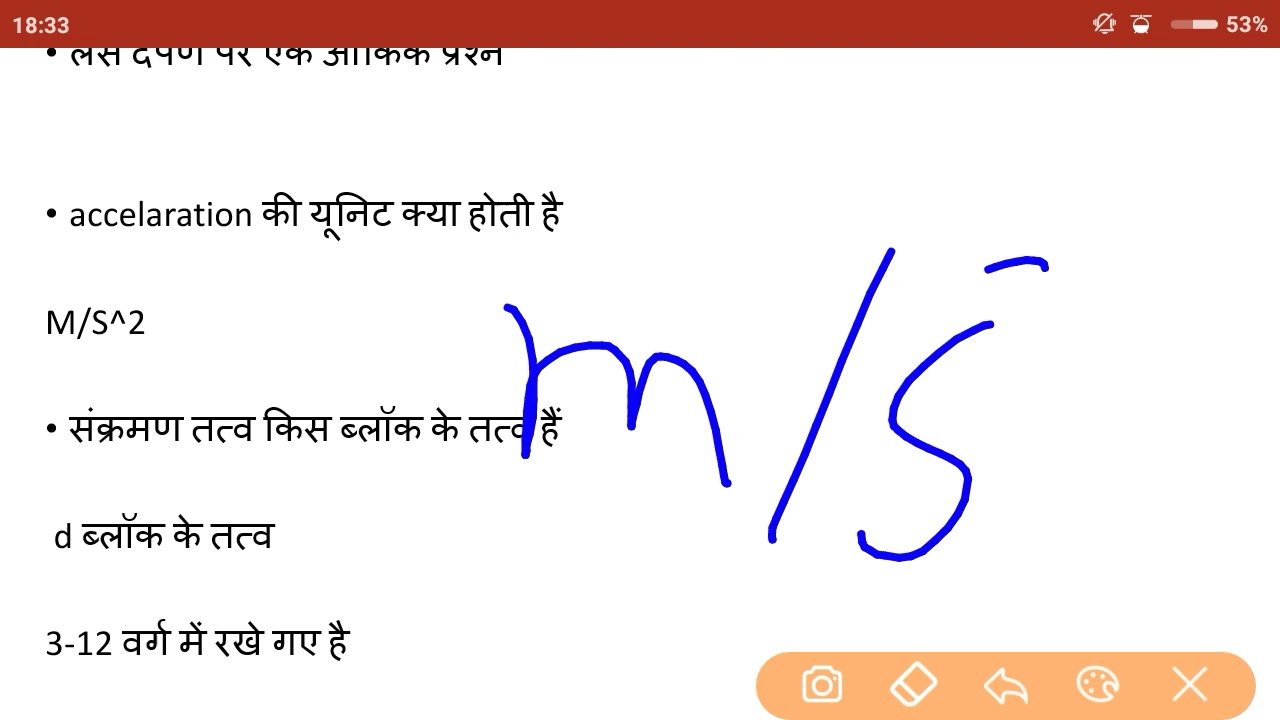 18:33 53%
• लेंस दर्पण पर एक आंकिक प्रश्न
• accelaration की यूनिट क्या होती है
M/S^2
m/s
• संक्रमण तत्व किस ब्लॉक के तत्व हैं
d ब्लॉक के तत्व
3-12 वर्ग में रखे गए है